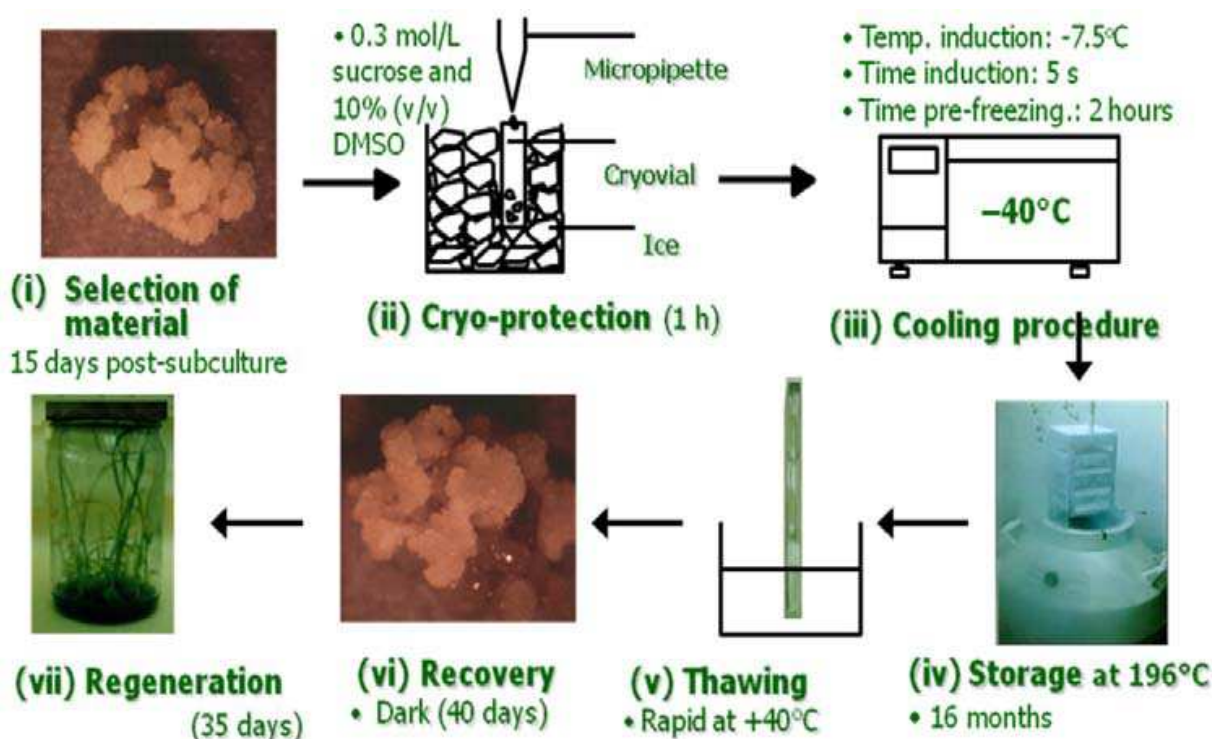 • 0.3 mol/L
sucrose and
10% (v/v)
DMSO
Micropipette
Cryovial
Ice
• Temp. induction: -7.5°C
• Time induction: 5 s
• Time pre-freezing.: 2 hours
–40°C
(i) Selection of
material
15 days post-subculture
(ii) Cryo-protection (1 h)
(iii) Cooling procedure
(vii) Regeneration
(35 days)
(vi) Recovery
• Dark (40 days)
(v) Thawing
• Rapid at +40°C
(iv) Storage at 196°C
• 16 months